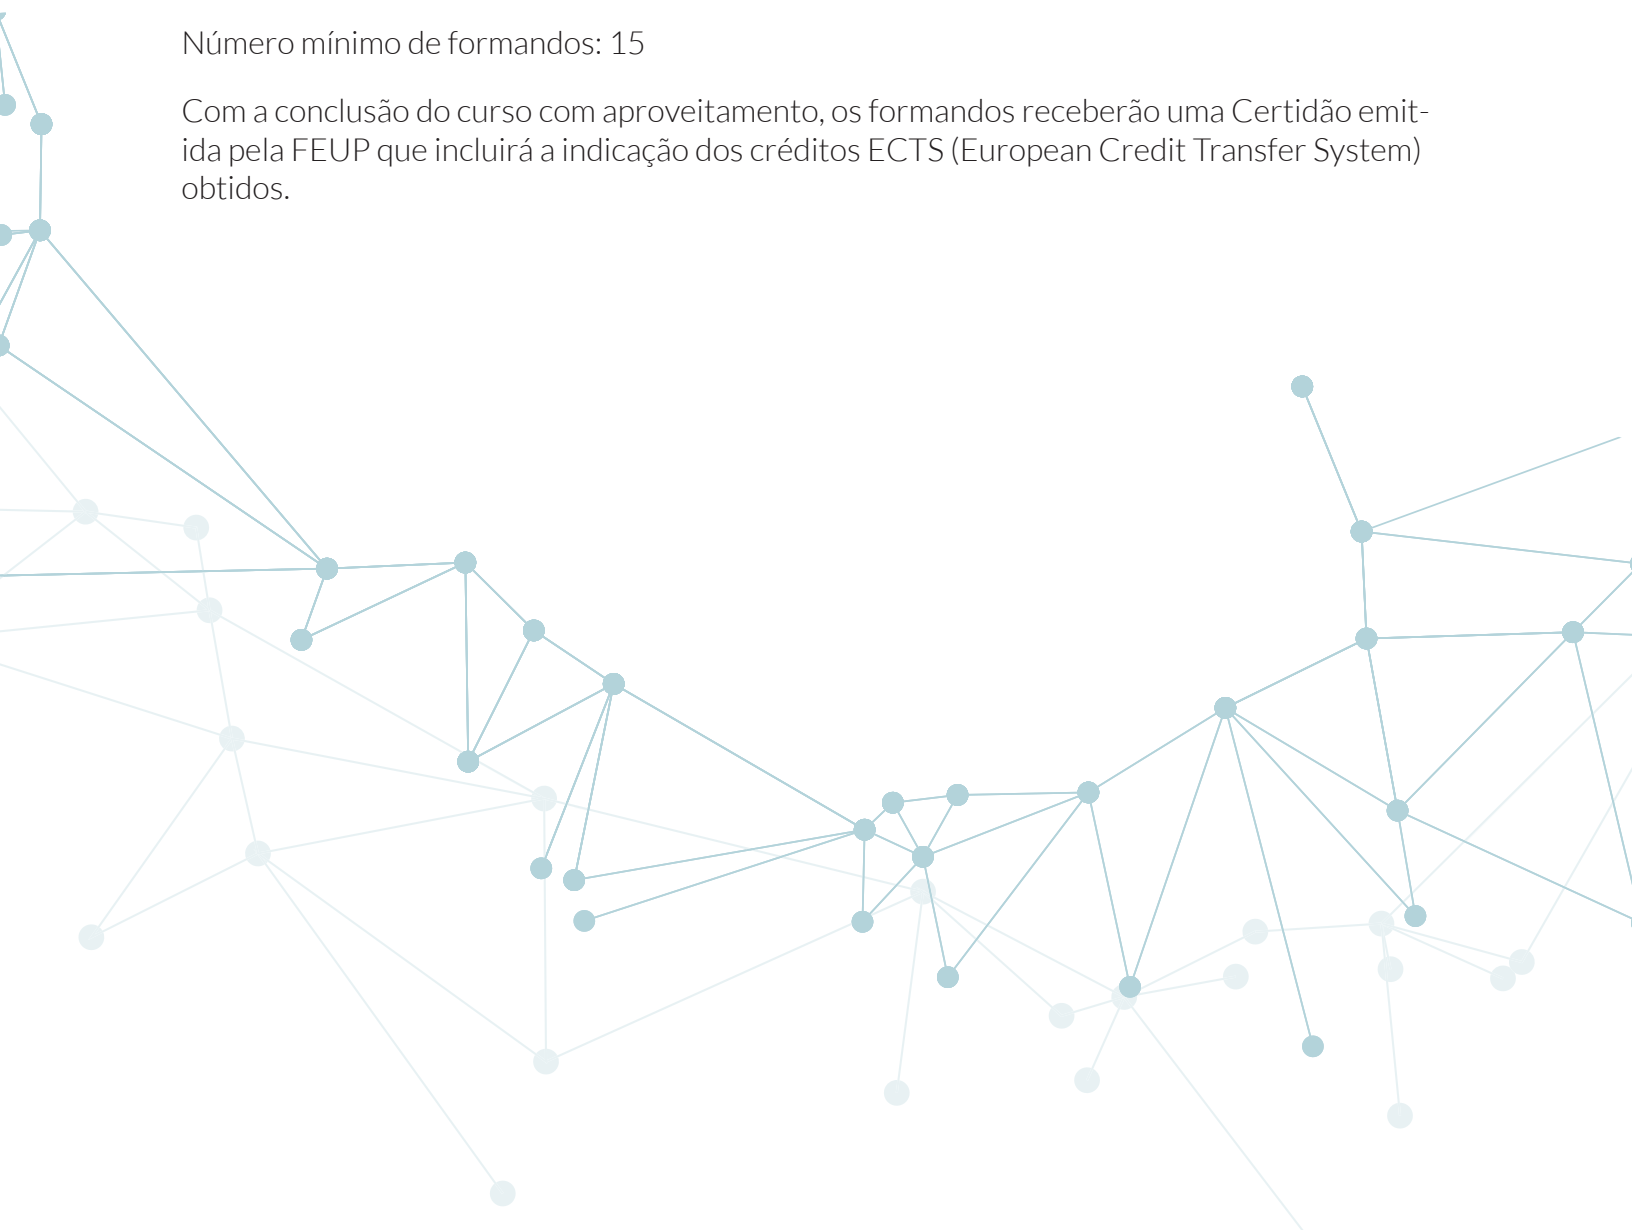 Número mínimo de formandos: 15
Com a conclusão do curso com aproveitamento, os formandos receberão uma Certidão emit-
ida pela FEUP que incluirá a indicação dos créditos ECTS (European Credit Transfer System)
obtidos.